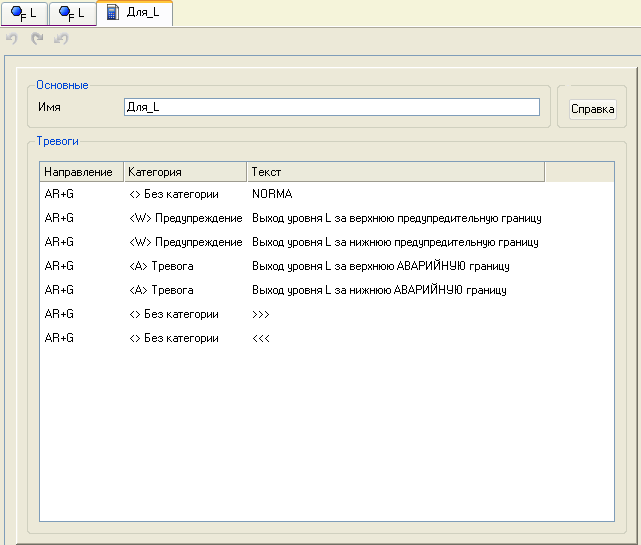 F L F L Для_L
Основные
Имя Для_L Справка
Тревоги
Направление Категория Текст
AR+G <> Без категории NORMA
AR+G <W> Предупреждение Выход уровня L за верхнюю предупредительную границу
AR+G <W> Предупреждение Выход уровня L за нижнюю предупредительную границу
AR+G <A> Тревога Выход уровня L за верхнюю АВАРИЙНУЮ границу
AR+G <A> Тревога Выход уровня L за нижнюю АВАРИЙНУЮ границу
AR+G <> Без категории >>>
AR+G <> Без категории <<<